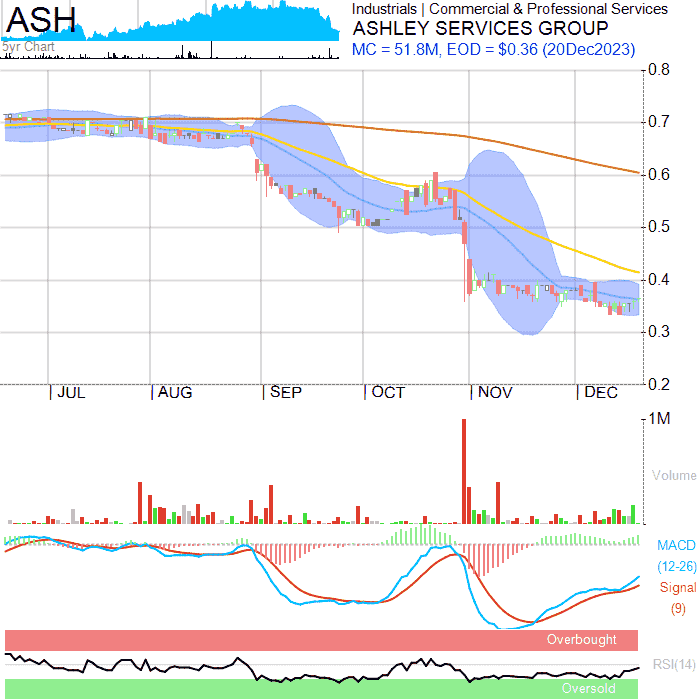 ASH
5yr Chart
Industrials | Commercial & Professional Services
ASHLEY SERVICES GROUP
MC = 51.8M, EOD = $0.36 (20Dec2023)
0.8
0.7
0.6
0.5
0.4
0.3
0.2
JUL AUG SEP OCT NOV DEC
1M
Volume
MACD
(12-26)
Signal
(9)
Overbought
RSI(14)
Oversold